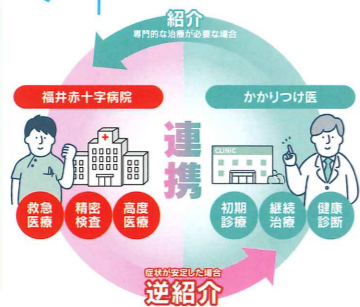 紹介
専門的な治療が必要な場合
福井赤十字病院
かかりつけ医
連携
CLINIC
救急
医療
精密
検査
高度
医療
初期
診療
継続
治療
健康
診断
症状が安定した場合
逆紹介